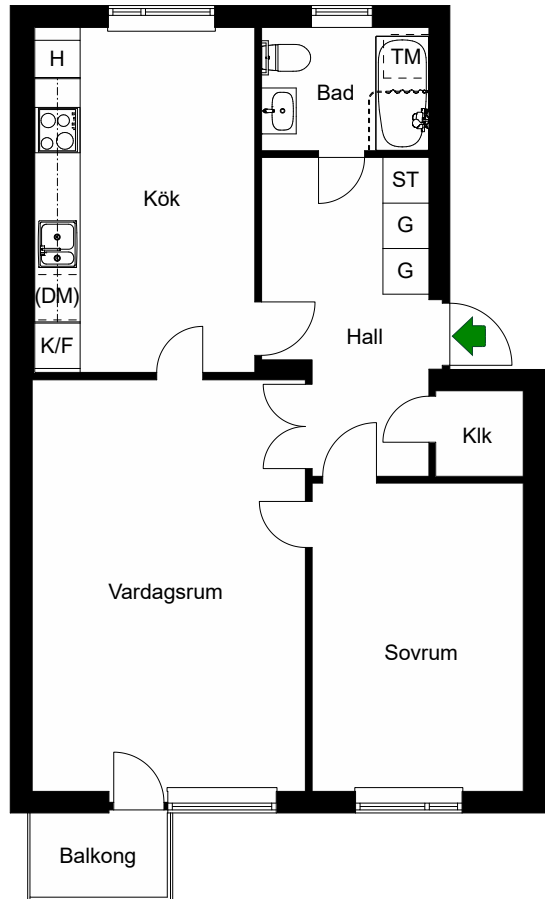 H
TM
Bad
ST
Kök
G
G
(DM)
K/F
Hall
Klk
Vardagsrum
Sovrum
Balkong